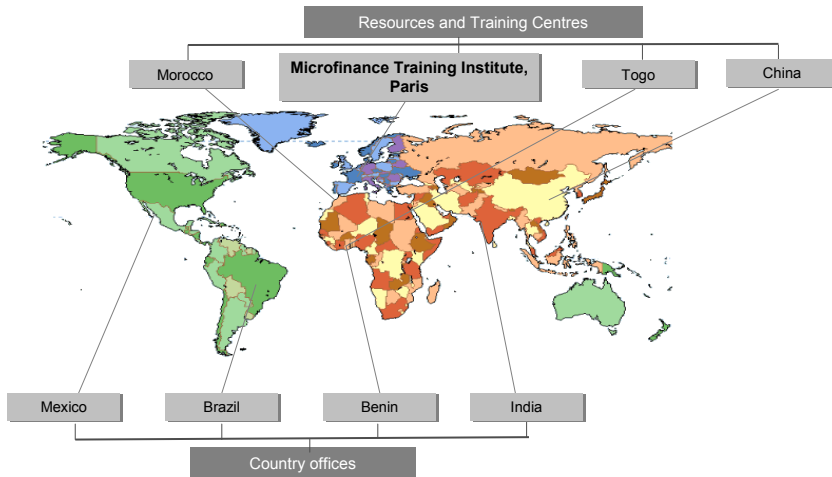 Resources and Training Centres
Morocco
Microfinance Training Institute,
Paris
Togo
China
Mexico
Brazil
Benin
India
Country offices